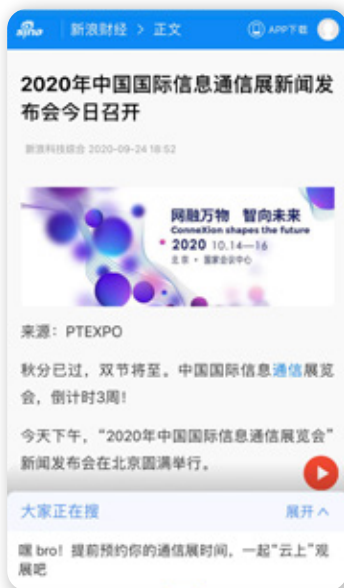 sina 新浪财经 > 正文 APP下载
2020年中国国际信息通信展新闻发
布会今日召开
新浪科技综合 2020-09-24 18:52
网融万物 智向未来
ConneXion shapes the future
2020 10.14—16
北京·国家会议中心
来源：PTEXPO
秋分已过，双节将至。中国国际信息通信展览
会，倒计时3周！
今天下午，“2020年中国国际信息通信展览会”
新闻发布会在北京圆满举行。
大家正在搜 展开
嘿 bro！提前预约你的通信展时间，一起“云上”观
展吧